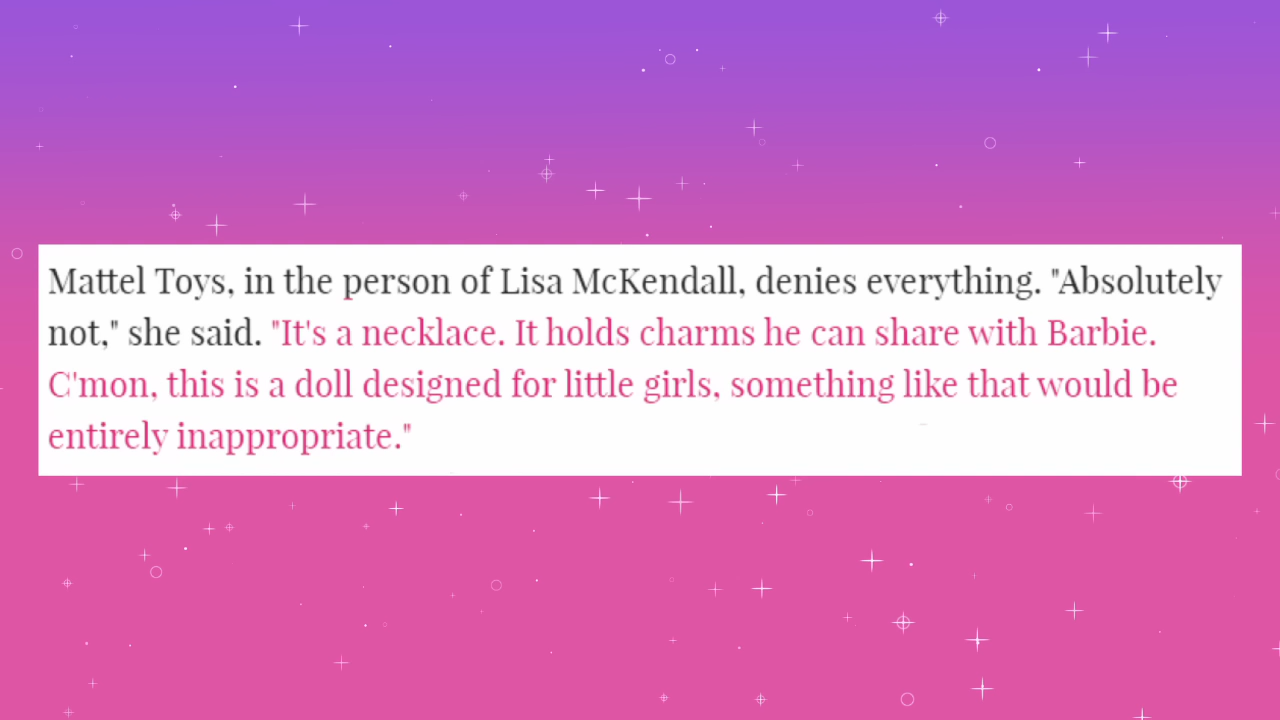 Mattel Toys, in the person of Lisa McKendall, denies everything. "Absolutely
not," she said. "It's a necklace. It holds charms he can share with Barbie.
C'mon, this is a doll designed for little girls, something like that would be
entirely inappropriate."